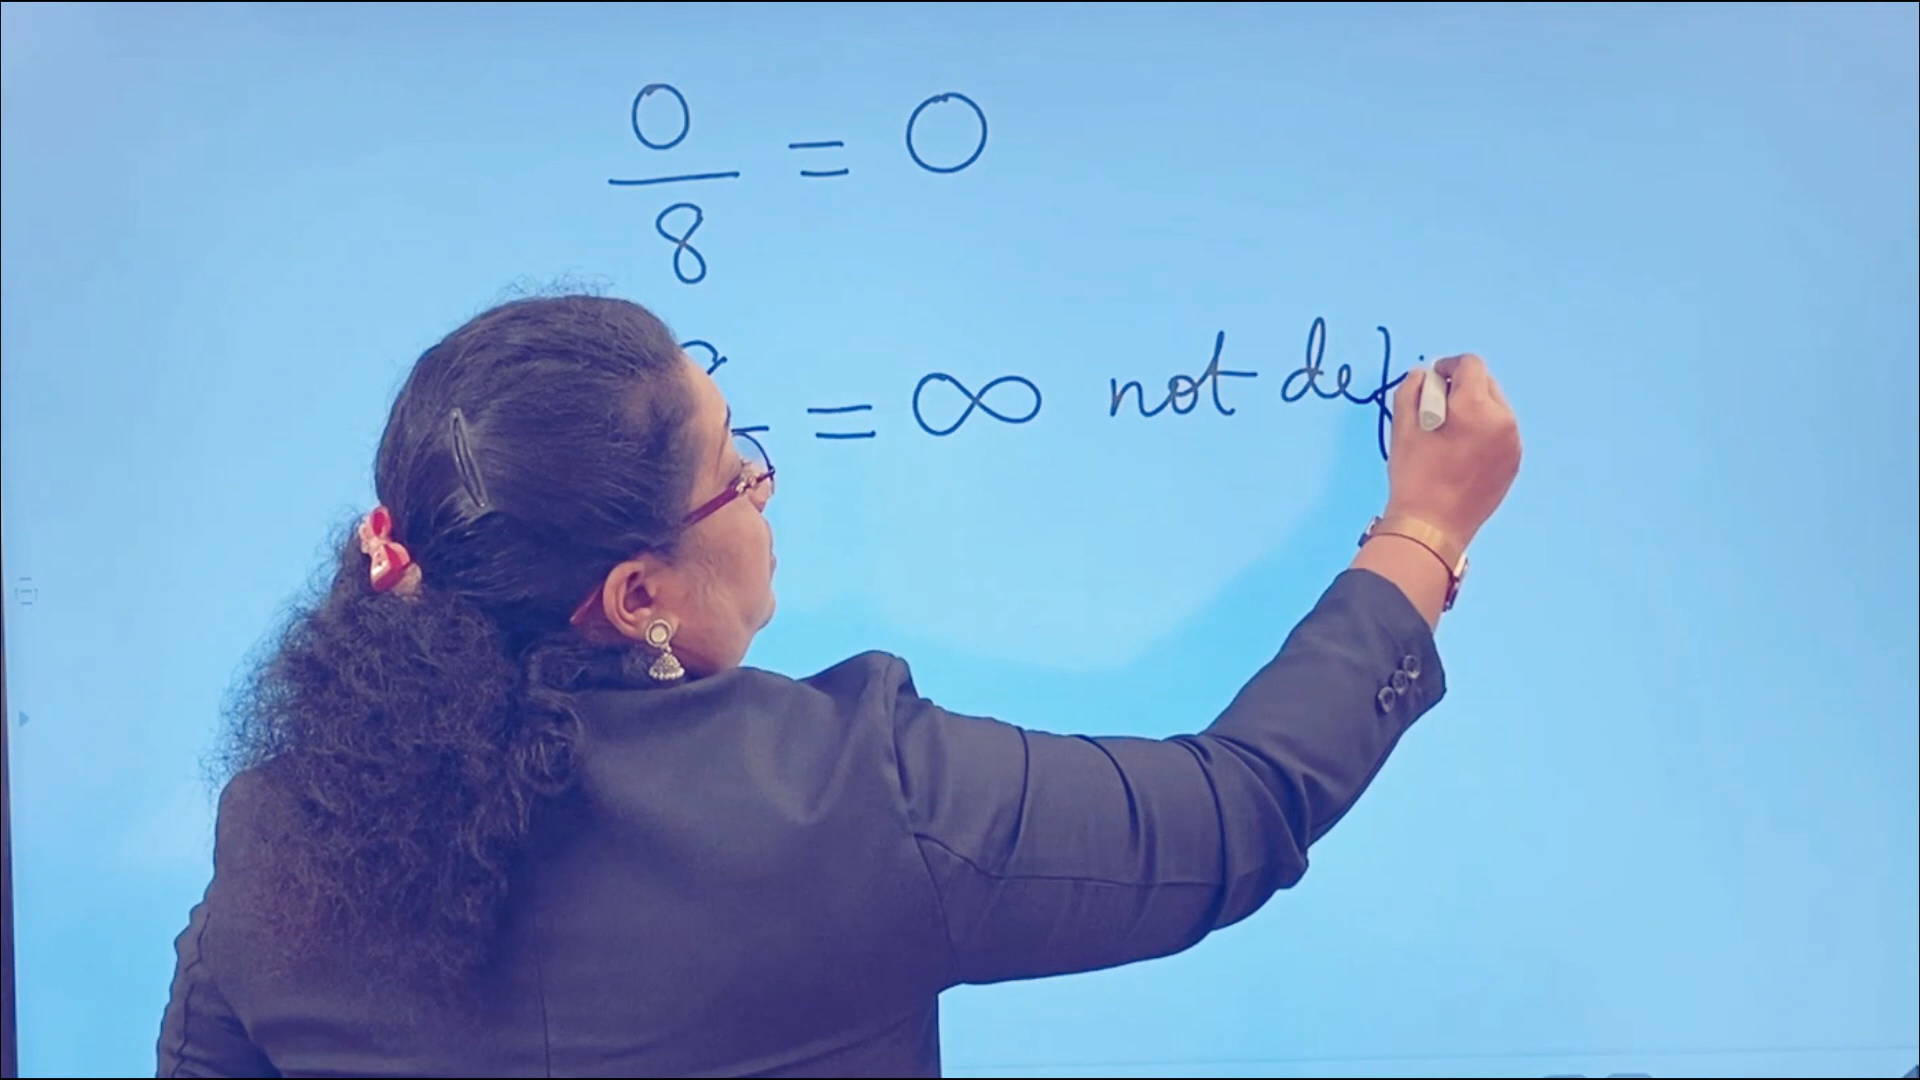 0/8 = 0
= ∞ not def